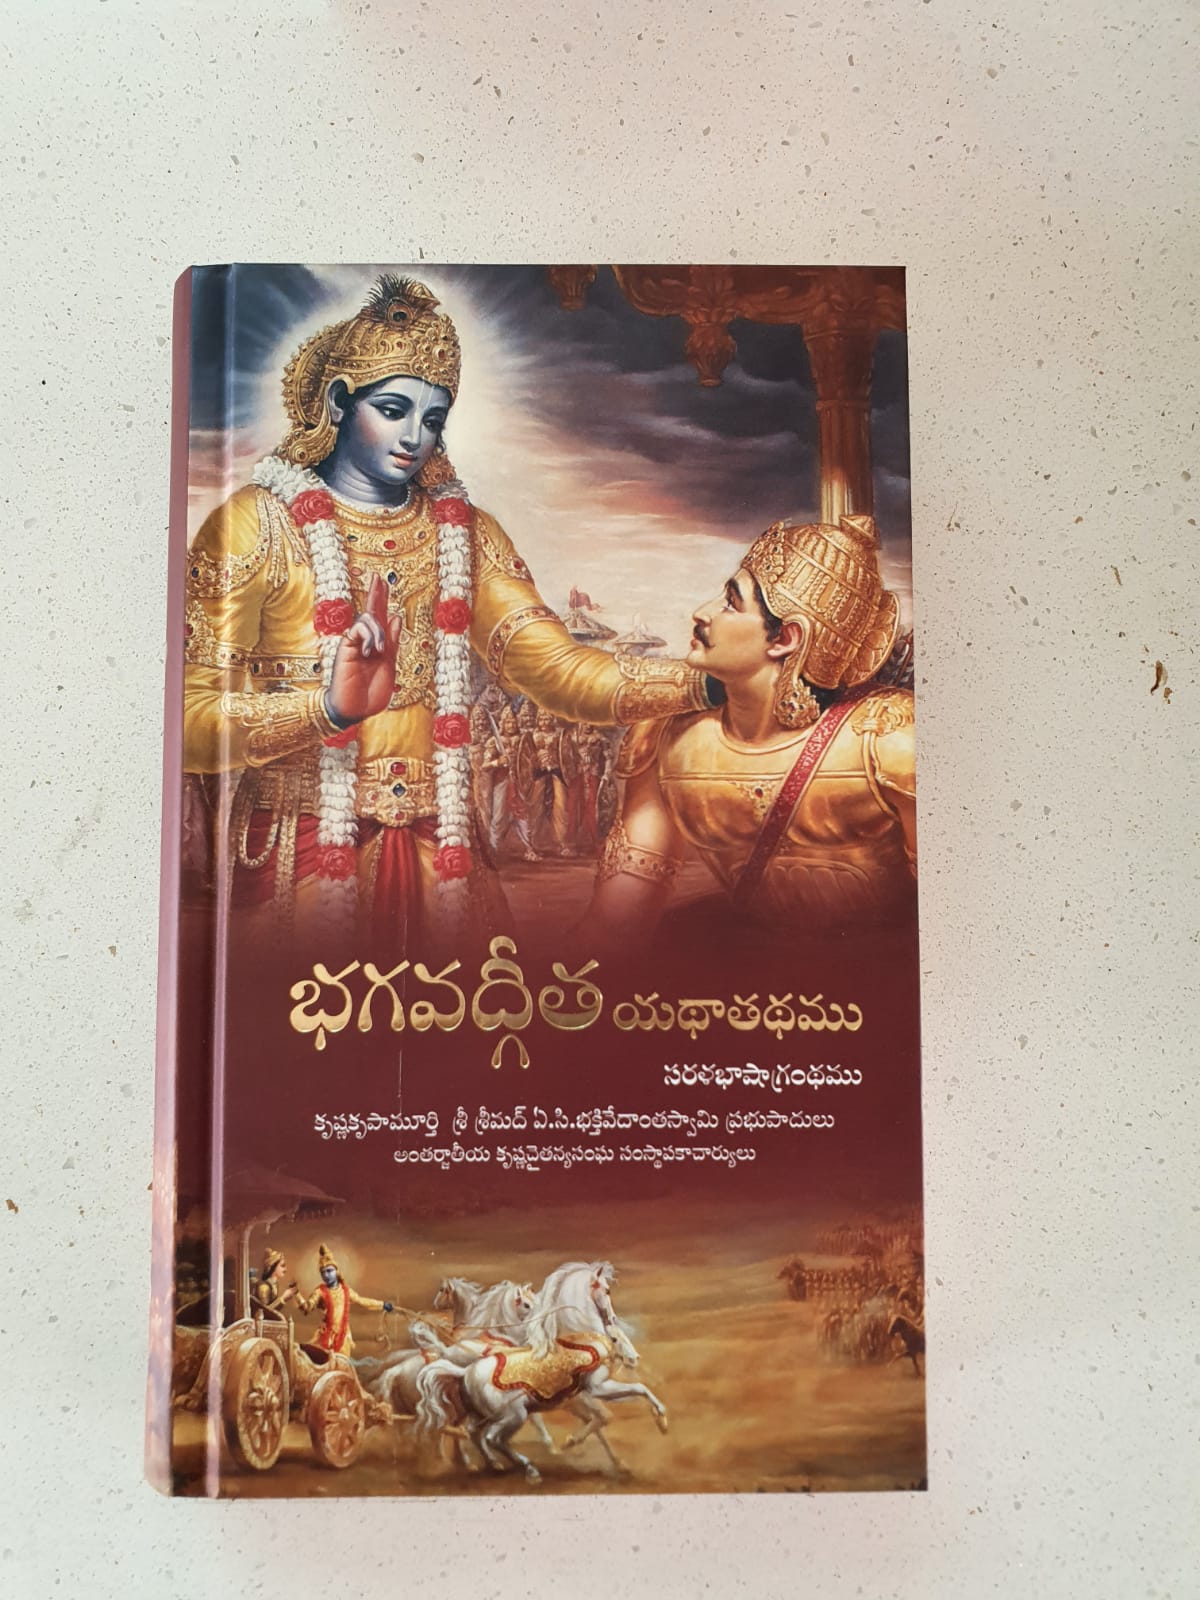 భగవద్గీత యథాతథము
సరళభాషాగ్రంథము
కృష్ణకృపామూర్తి శ్రీ శ్రీమద్ ఏ.సి.భక్తివేదాంతస్వామి ప్రభుపాదులు
అంతర్జాతీయ కృష్ణచైతన్యసంఘ సంస్థాపకాచార్యులు